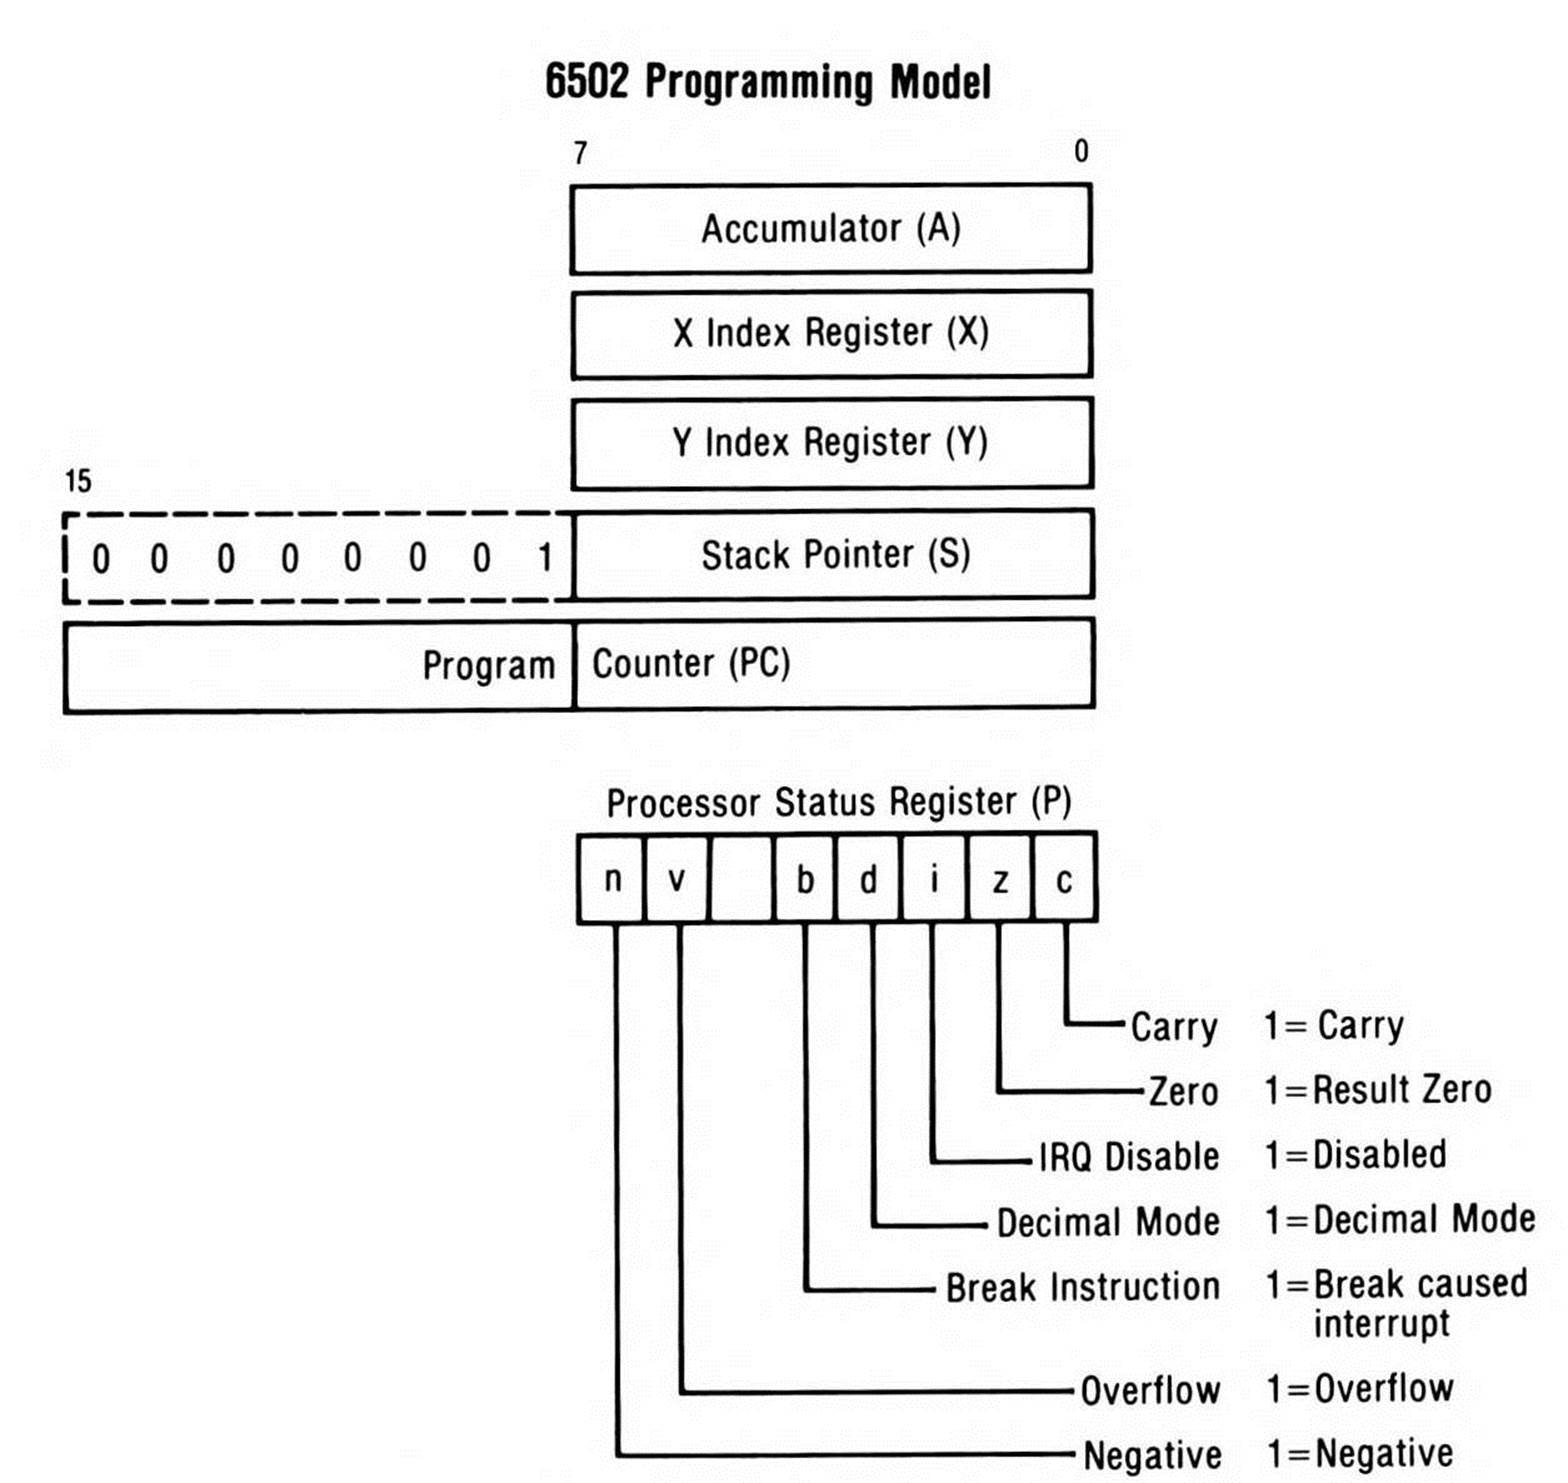 6502 Programming Model
7 0
Accumulator (A)
X Index Register (X)
Y Index Register (Y)
15
0 0 0 0 0 0 0 1 Stack Pointer (S)
Program Counter (PC)
Processor Status Register (P)
n v b d i z c
Carry 1= Carry
Zero 1=Result Zero
IRQ Disable 1=Disabled
Decimal Mode 1=Decimal Mode
Break Instruction 1=Break caused
interrupt
Overflow 1=Overflow
Negative 1=Negative